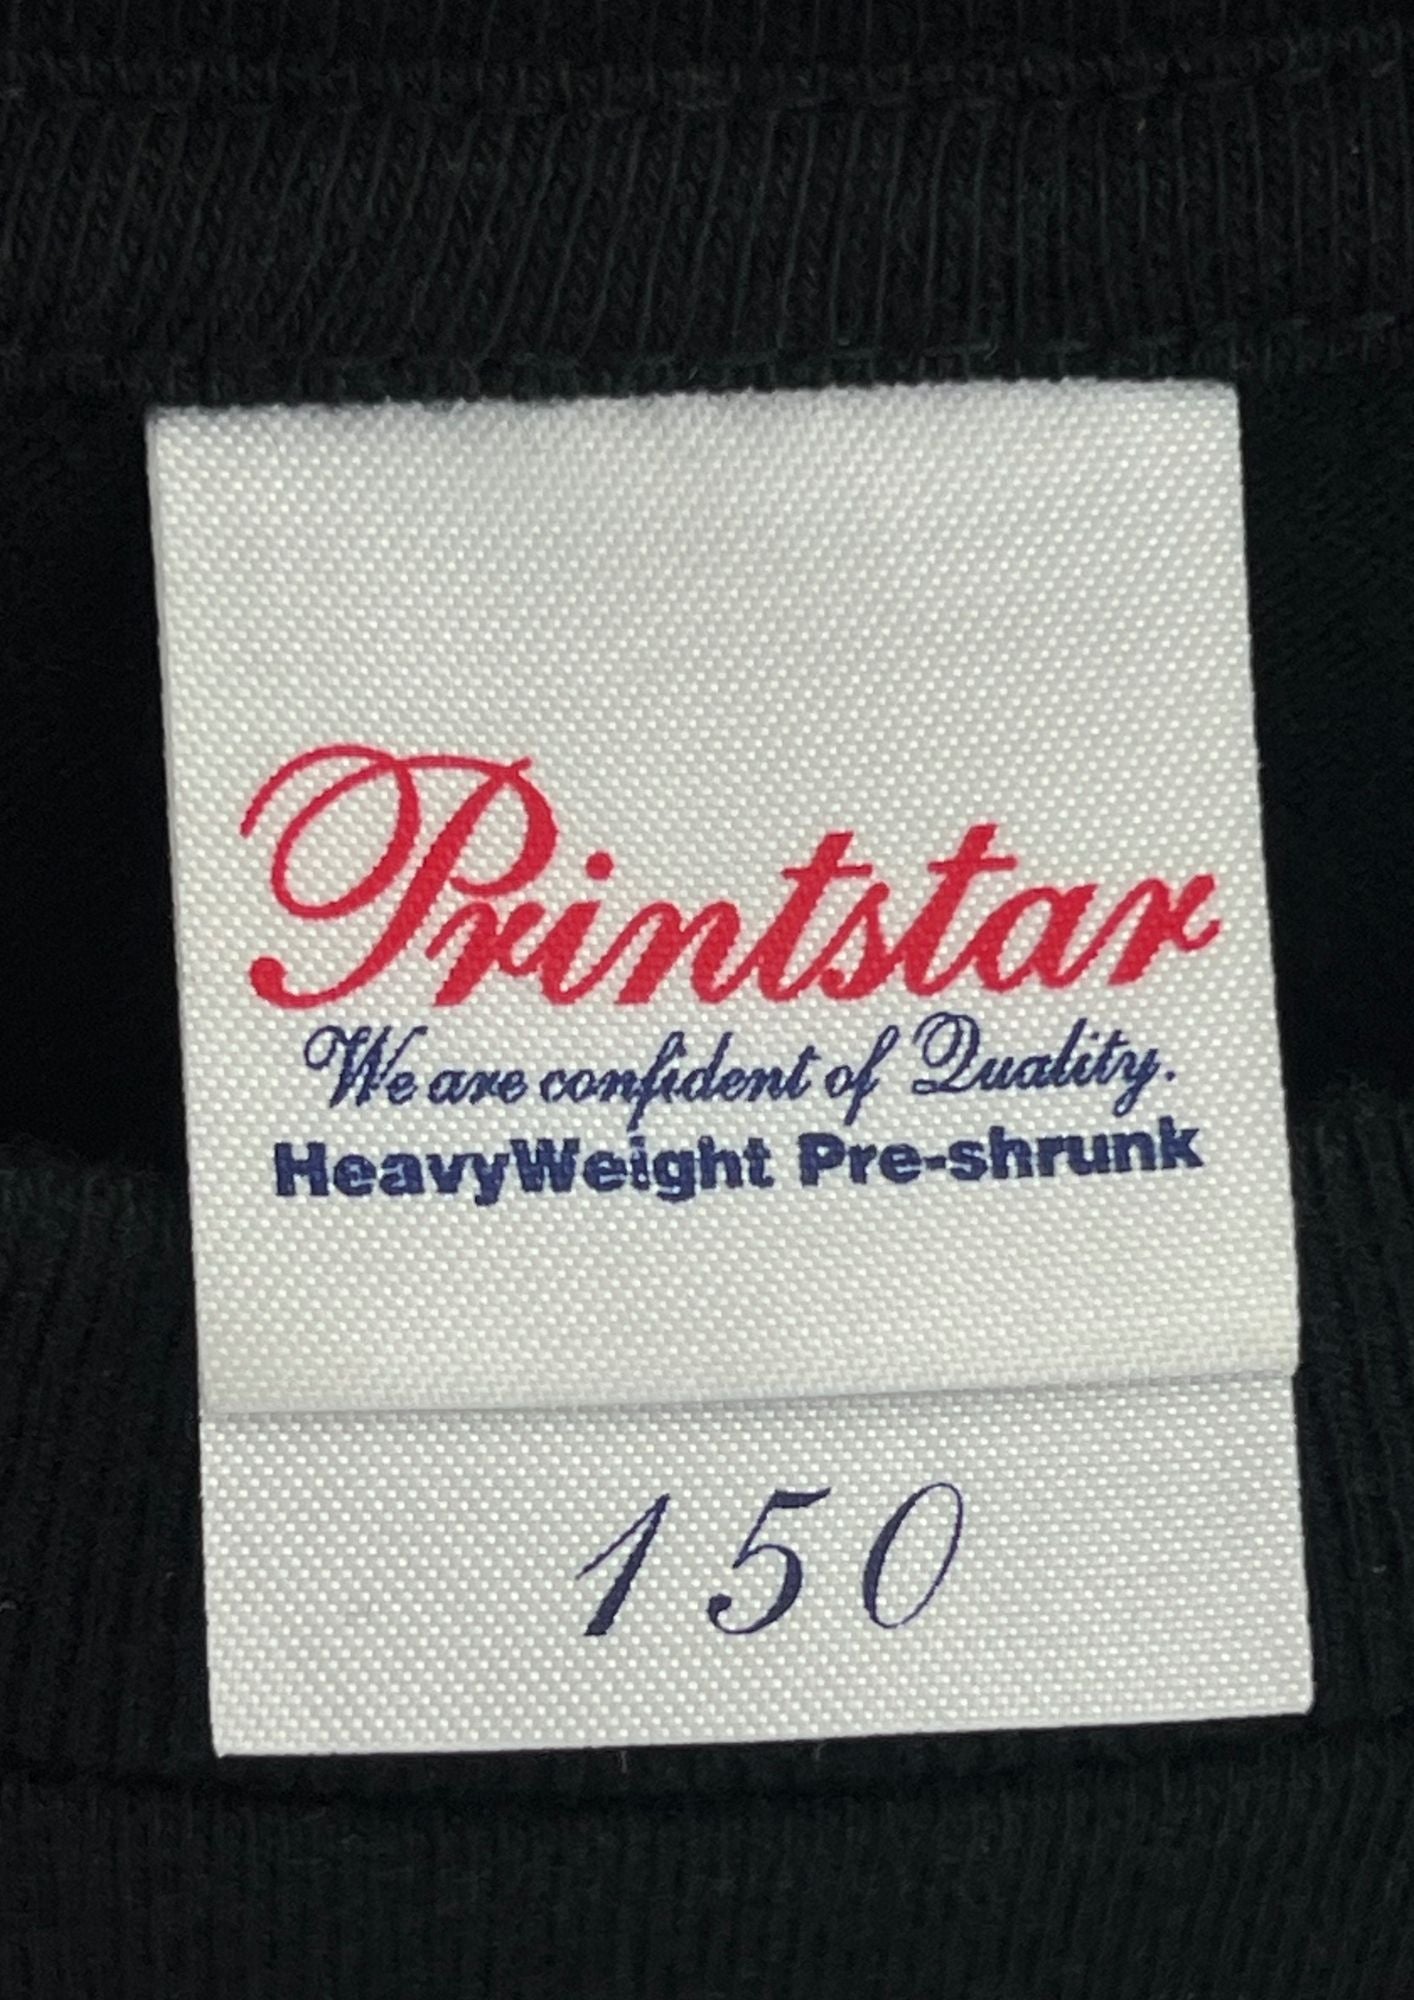 Printstar
We are confident of Quality.
HeavyWeight Pre-shrunk
150